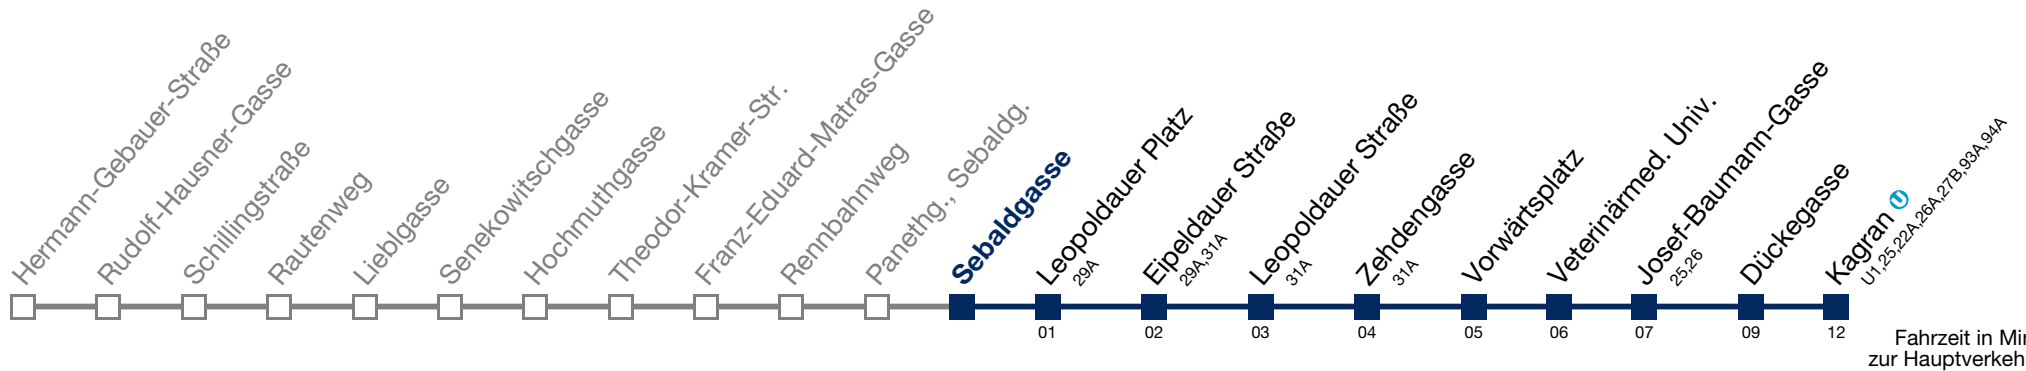 Hermann-Gebauer-Straße
Rudolf-Hausner-Gasse
Schillingstraße
Rautenweg
Lieblgasse
Senekowitschgasse
Hochmuthgasse
Theodor-Kramer-Str.
Franz-Eduard-Matras-Gasse
Rennbahnweg
Panethg., Sebaldg.
Sebaldgasse
Leopoldauer Platz
29A
Eipeldauer Straße
29A,31A
Leopoldauer Straße
31A
Zehdengasse
31A
Vorwärtsplatz
Veterinärmed. Univ.
Josef-Baumann-Gasse
25,26
Dückegasse
Kagran U
U1,25,22A,26A,27B,93A,94A
01 02 03 04 05 06 07 09 12
Fahrzeit in Min
zur Hauptverkeh